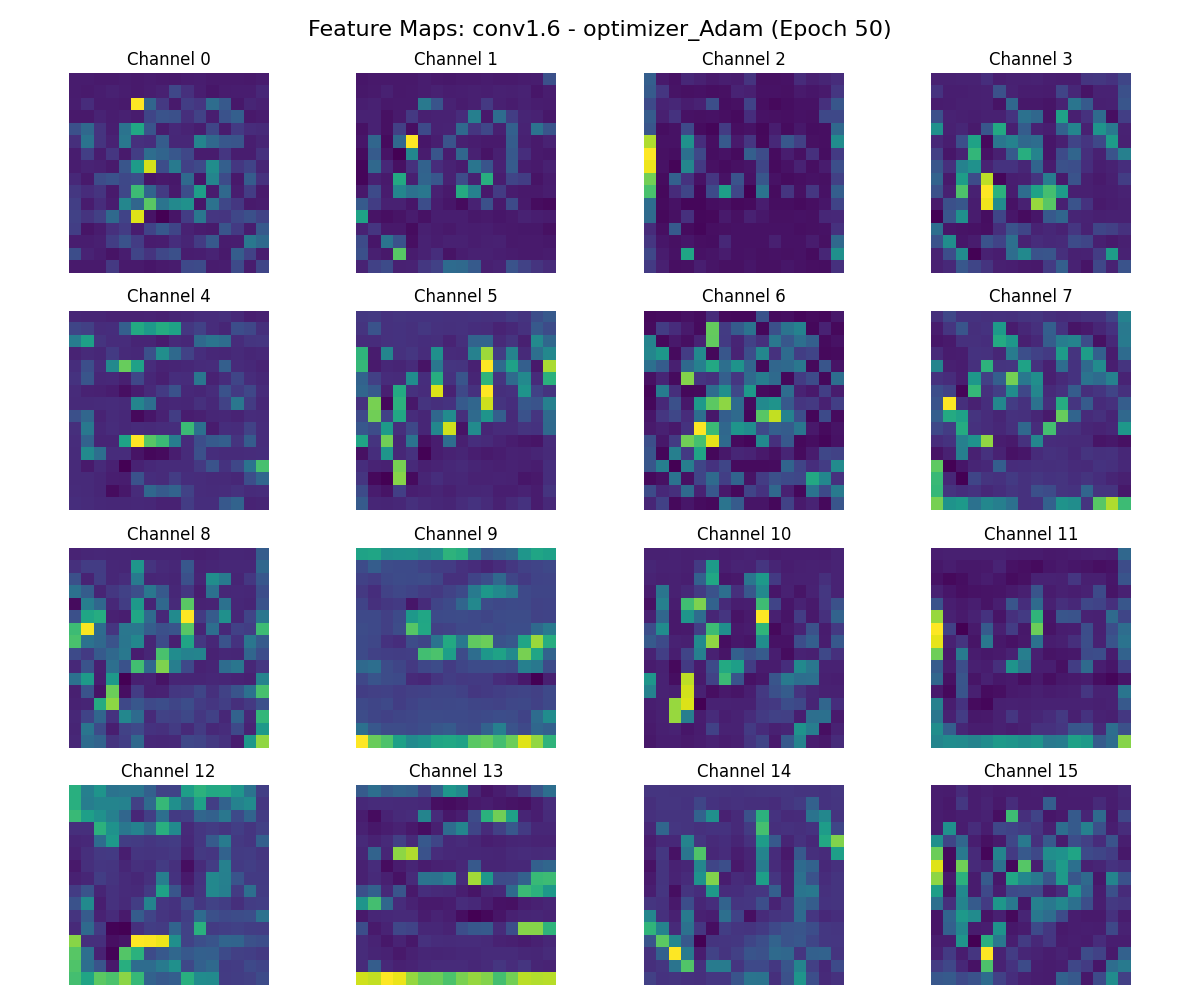 Feature Maps: conv1.6 - optimizer_Adam (Epoch 50)
Channel 0
Channel 1
Channel 2
Channel 3
Channel 4
Channel 5
Channel 6
Channel 7
Channel 8
Channel 9
Channel 10
Channel 11
Channel 12
Channel 13
Channel 14
Channel 15